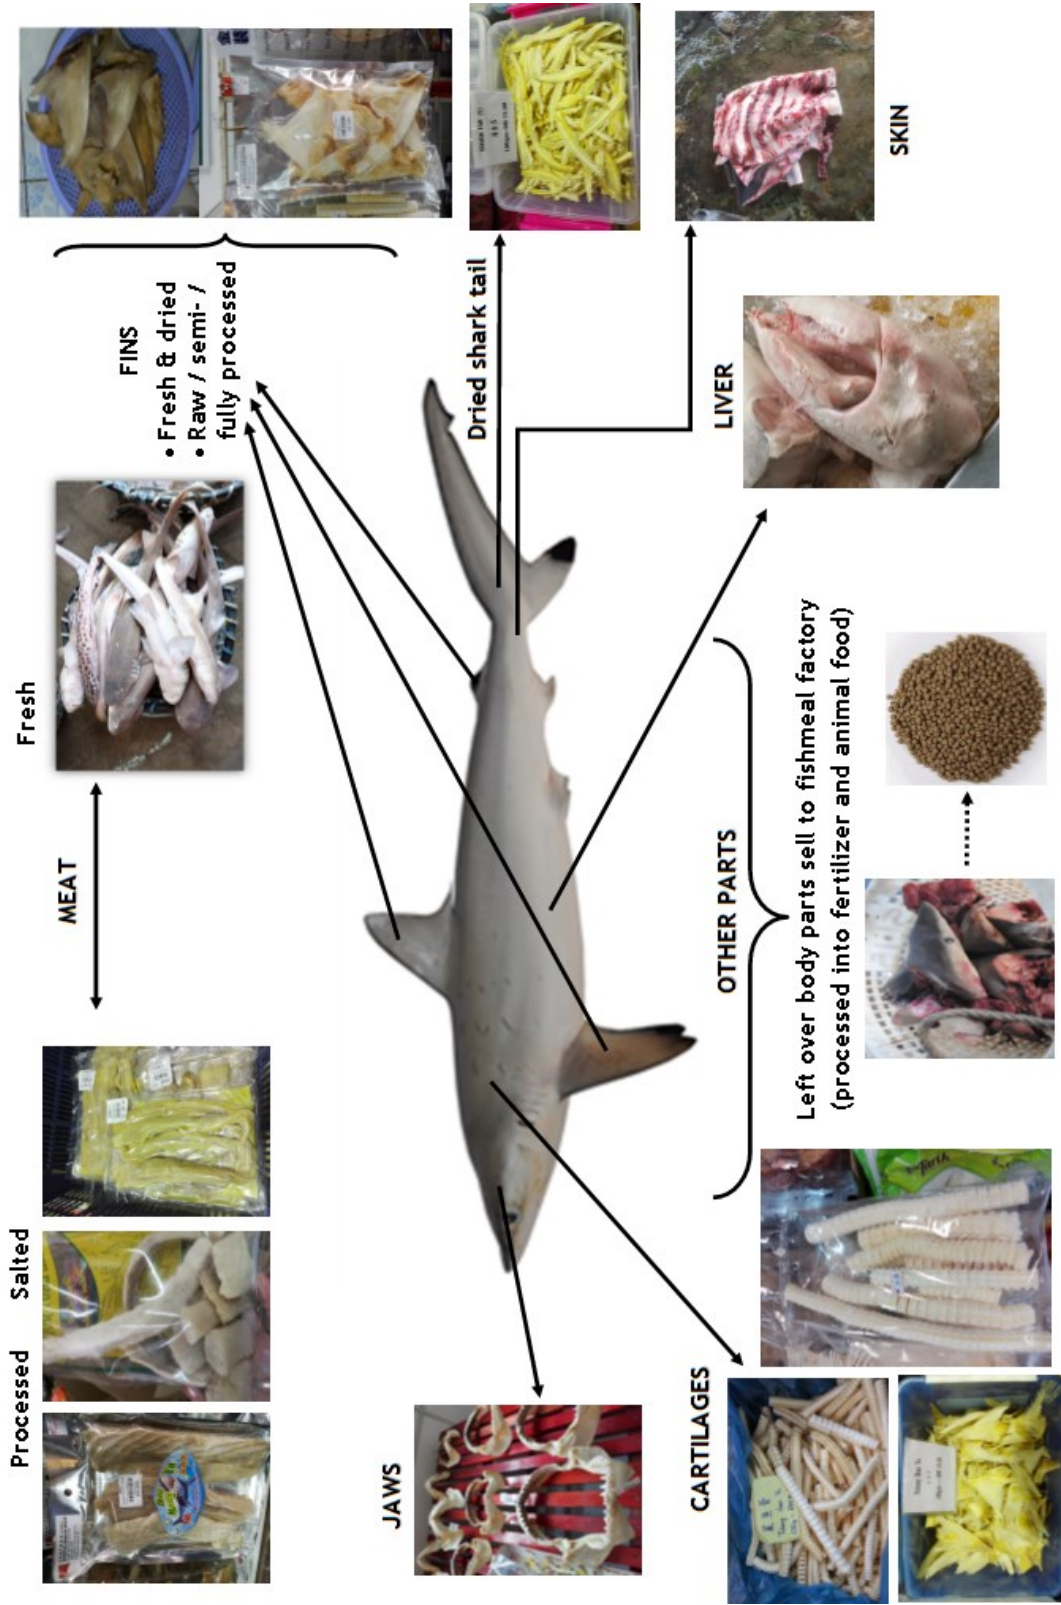 Processed
Salted
MEAT
Fresh
FINS
• Fresh & dried
• Raw / semi- /
fully processed
JAWS
Dried shark tail
CARTILAGES
OTHER PARTS
Left over body parts sell to fishmeal factory
(processed into fertilizer and animal food)
LIVER
SKIN